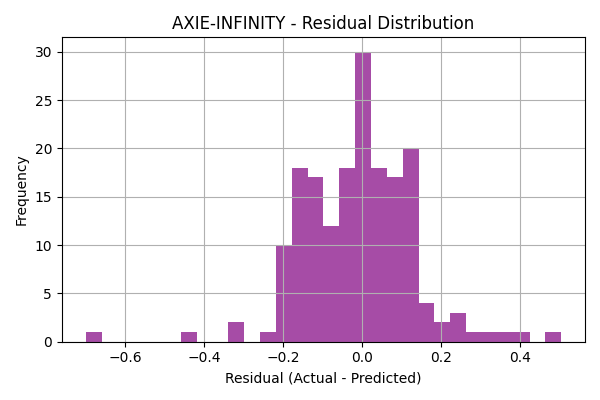 AXIE-INFINITY - Residual Distribution
Frequency
30
25
20
15
10
5
0
−0.6 −0.4 −0.2 0.0 0.2 0.4
Residual (Actual - Predicted)